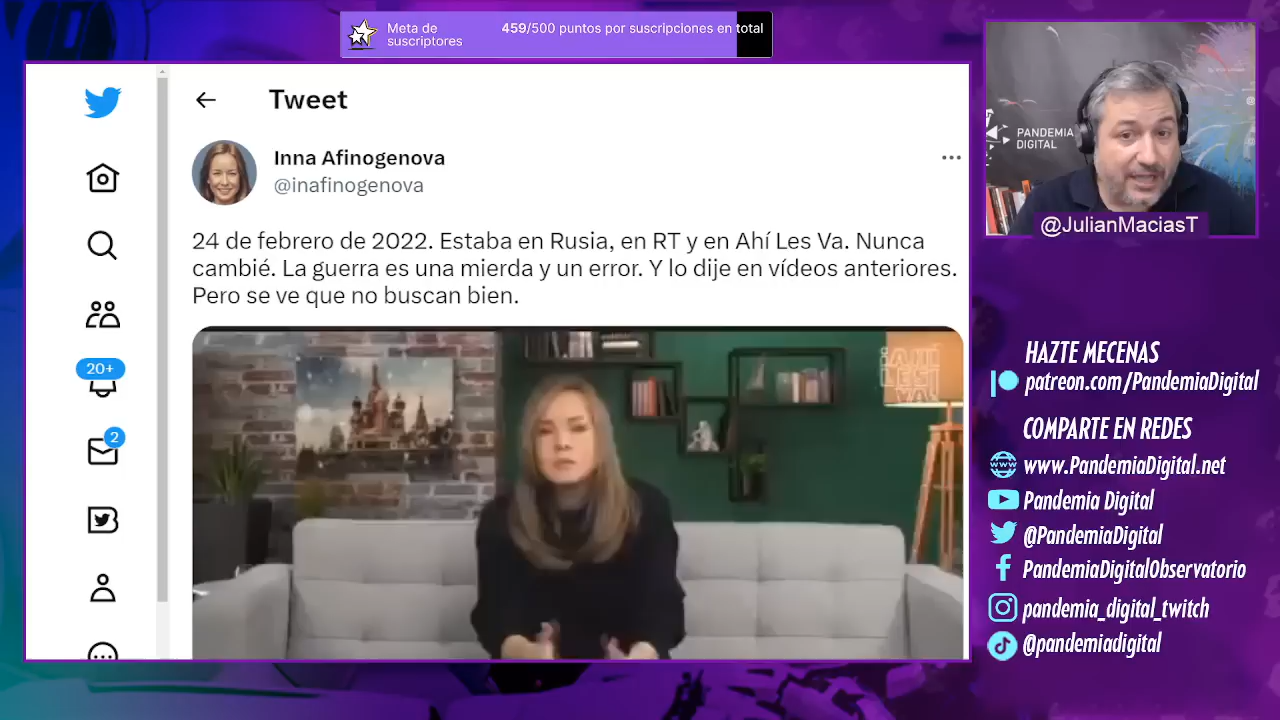 Meta de
suscriptores
459/500 puntos por suscripciones en total
Tweet
Inna Afinogenova
@inafinogenova
24 de febrero de 2022. Estaba en Rusia, en RT y en Ahí Les Va. Nunca
cambié. La guerra es una mierda y un error. Y lo dije en vídeos anteriores.
Pero se ve que no buscan bien.
20+
2
¡AHÍ
LES
VA!
PANDEMIA
DIGITAL
@JulianMaciasT
HAZTE MECENAS
patreon.com/PandemiaDigital
COMPARTE EN REDES
www.PandemiaDigital.net
Pandemia Digital
@PandemiaDigital
PandemiaDigitalObservatorio
pandemia_digital_twitch
@pandemiadigital